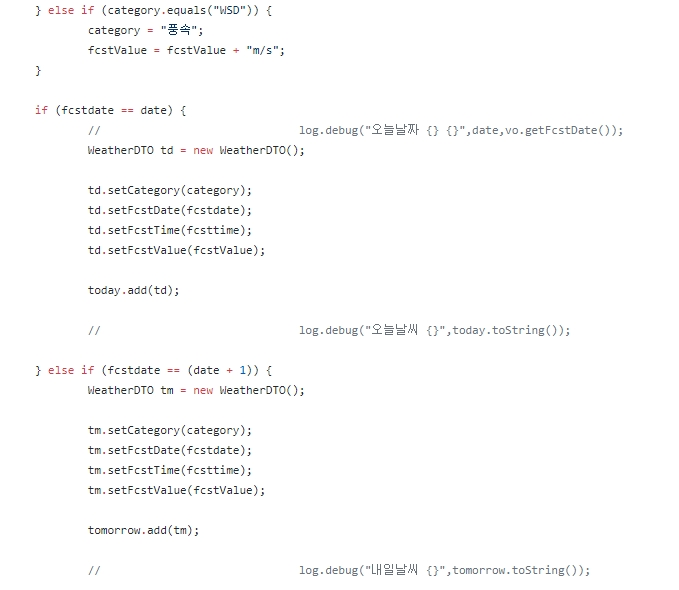 } else if (category.equals("WSD")) {
category = "풍속";
fcstValue = fcstValue + "m/s";
}
if (fcstdate == date) {
// log.debug("오늘날짜 {} {}",date,vo.getFcstDate());
WeatherDTO td = new WeatherDTO();
td.setCategory(category);
td.setFcstDate(fcstdate);
td.setFcstTime(fcsttime);
td.setFcstValue(fcstValue);
today.add(td);
// log.debug("오늘날씨 {}",today.toString());
} else if (fcstdate == (date + 1)) {
WeatherDTO tm = new WeatherDTO();
tm.setCategory(category);
tm.setFcstDate(fcstdate);
tm.setFcstTime(fcsttime);
tm.setFcstValue(fcstValue);
tomorrow.add(tm);
// log.debug("내일날씨 {}",tomorrow.toString());